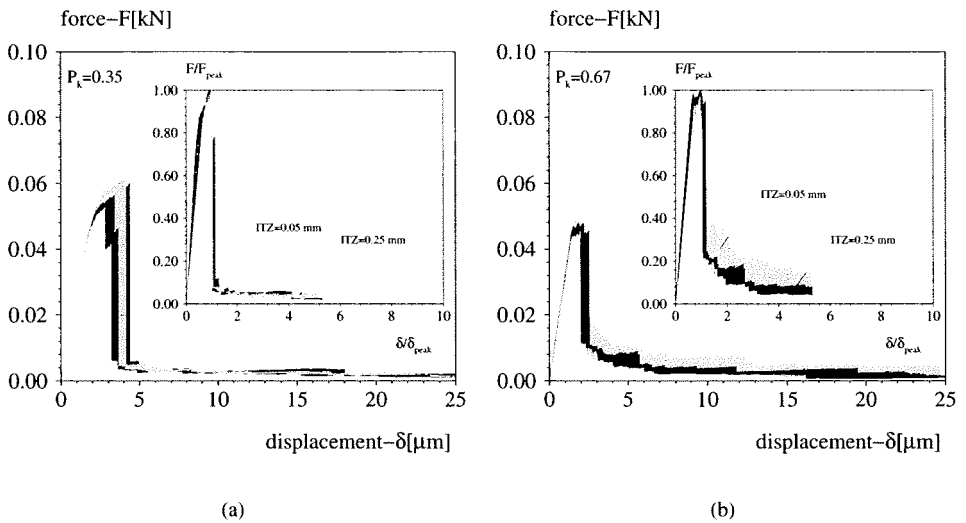 force–F[kN]
0.10
0.08
0.06
0.04
0.02
0.00
P_k=0.35
F/F_peak
1.00
0.80
0.60
0.40
0.20
0.00
ITZ=0.05 mm
ITZ=0.25 mm
0 2 4 6 8 10
δ/δ_peak
0 5 10 15 20 25
displacement–δ[μm]
(a)
force–F[kN]
0.10
0.08
0.06
0.04
0.02
0.00
P_k=0.67
F/F_peak
1.00
0.80
0.60
0.40
0.20
0.00
ITZ=0.05 mm
ITZ=0.25 mm
0 2 4 6 8 10
δ/δ_peak
0 5 10 15 20 25
displacement–δ[μm]
(b)